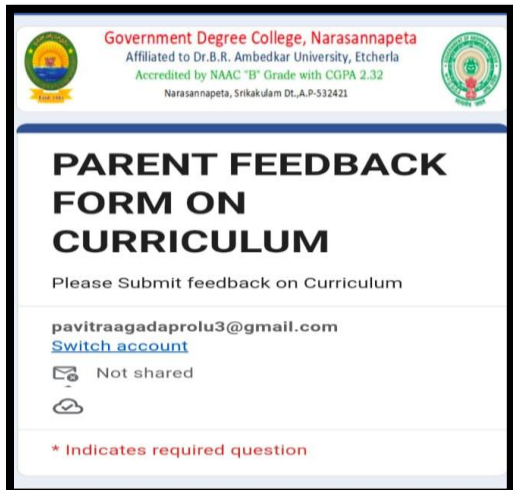 Government Degree College, Narasannapeta
Affiliated to Dr.B.R. Ambedkar University, Etcherla
Accredited by NAAC "B" Grade with CGPA 2.32
Narasannapeta, Srikakulam Dt.,A.P-532421
PARENT FEEDBACK
FORM ON
CURRICULUM
Please Submit feedback on Curriculum
pavitraagadaprolu3@gmail.com
Switch account
Not shared
* Indicates required question